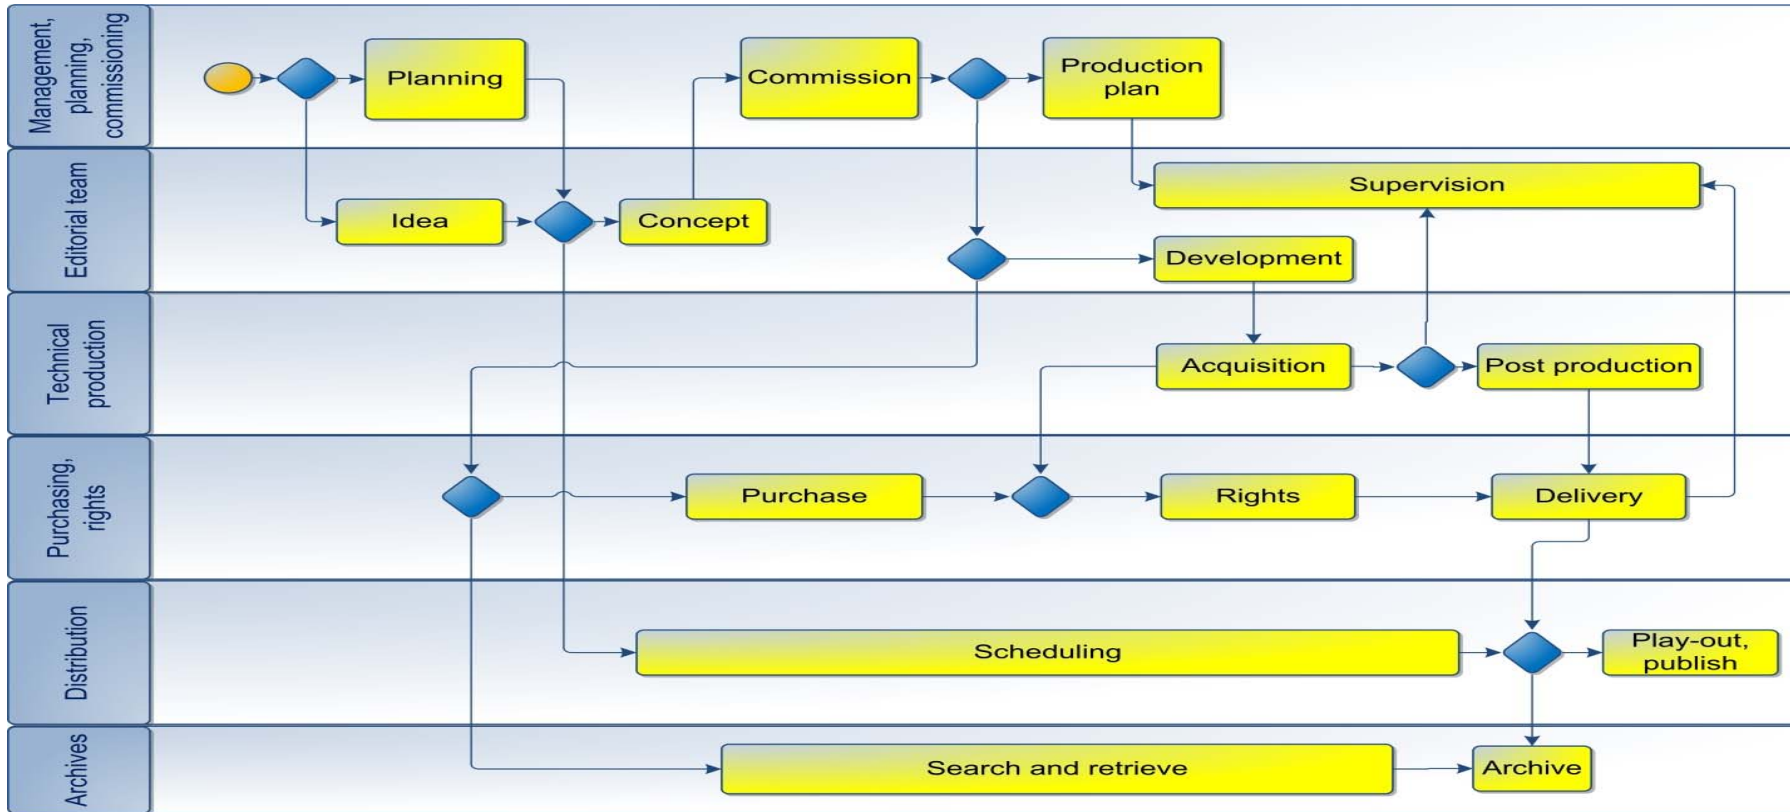 Management,
planning,
commissioning
Planning
Commission
Production
plan
Editorial team
Idea
Concept
Supervision
Development
Technical
production
Acquisition
Post production
Purchasing,
rights
Purchase
Rights
Delivery
Distribution
Scheduling
Play-out,
publish
Archives
Search and retrieve
Archive